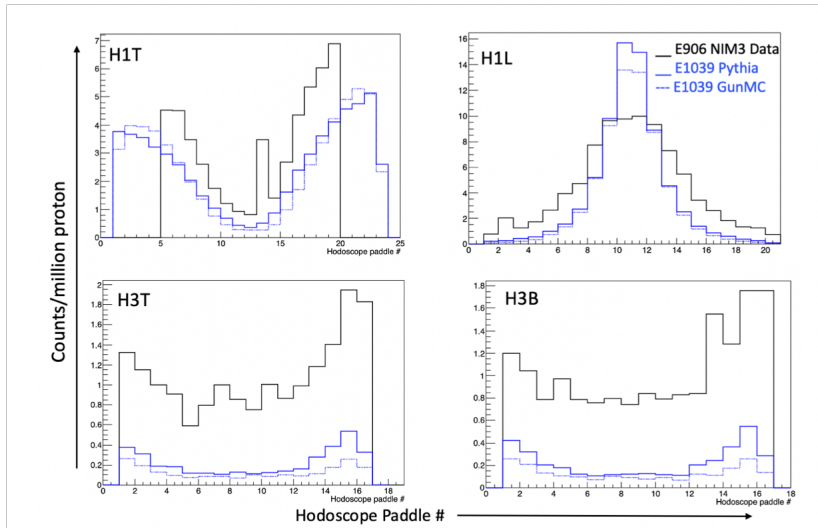 H1T
7
6
5
4
3
2
1
0
0 5 10 15 20 25
Hodoscope paddle #
H1L
E906 NIM3 Data
E1039 Pythia
E1039 GunMC
16
14
12
10
8
6
4
2
0
0 2 4 6 8 10 12 14 16 18 20
Hodoscope paddle #
Counts/million proton
H3T
2
1.8
1.6
1.4
1.2
1
0.8
0.6
0.4
0.2
0
0 2 4 6 8 10 12 14 16 18
Hodoscope paddle #
H3B
1.8
1.6
1.4
1.2
1
0.8
0.6
0.4
0.2
0
0 2 4 6 8 10 12 14 16 18
Hodoscope paddle #
Hodoscope Paddle #